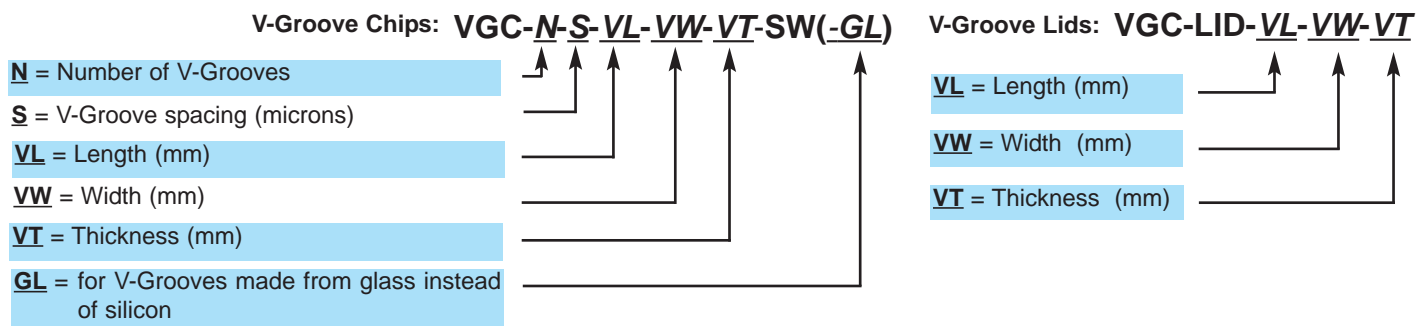 V-Groove Chips: VGC-N-S-VL-VW-VT-SW(-GL)
N = Number of V-Grooves
S = V-Groove spacing (microns)
VL = Length (mm)
VW = Width (mm)
VT = Thickness (mm)
GL = for V-Grooves made from glass instead
of silicon
V-Groove Lids: VGC-LID-VL-VW-VT
VL = Length (mm)
VW = Width (mm)
VT = Thickness (mm)